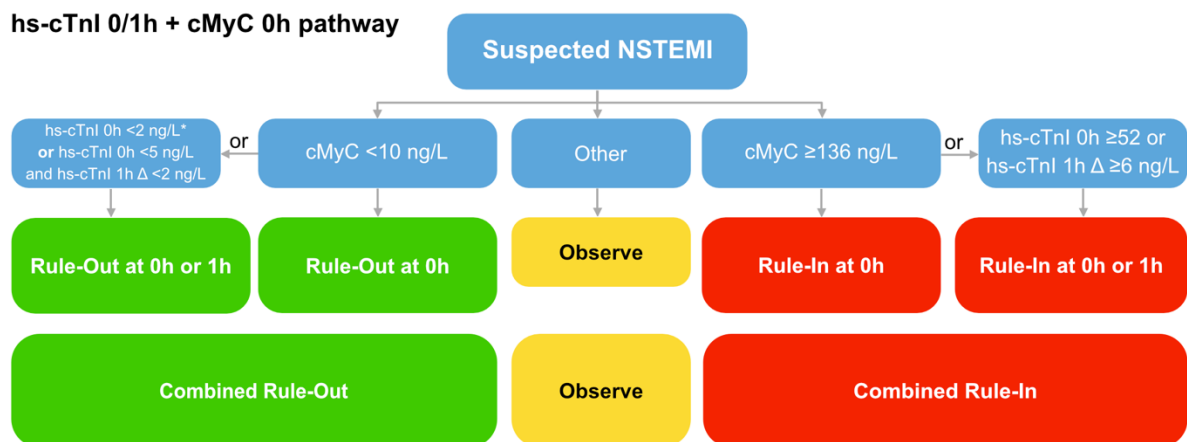 hs-cTnI 0/1h + cMyC 0h pathway
Suspected NSTEMI
hs-cTnI 0h <2 ng/L*
or hs-cTnI 0h <5 ng/L
and hs-cTnI 1h Δ <2 ng/L
or
cMyC <10 ng/L
Other
cMyC ≥136 ng/L
or
hs-cTnI 0h ≥52 or
hs-cTnI 1h Δ ≥6 ng/L
Rule-Out at 0h or 1h
Rule-Out at 0h
Observe
Rule-In at 0h
Rule-In at 0h or 1h
Combined Rule-Out
Observe
Combined Rule-In